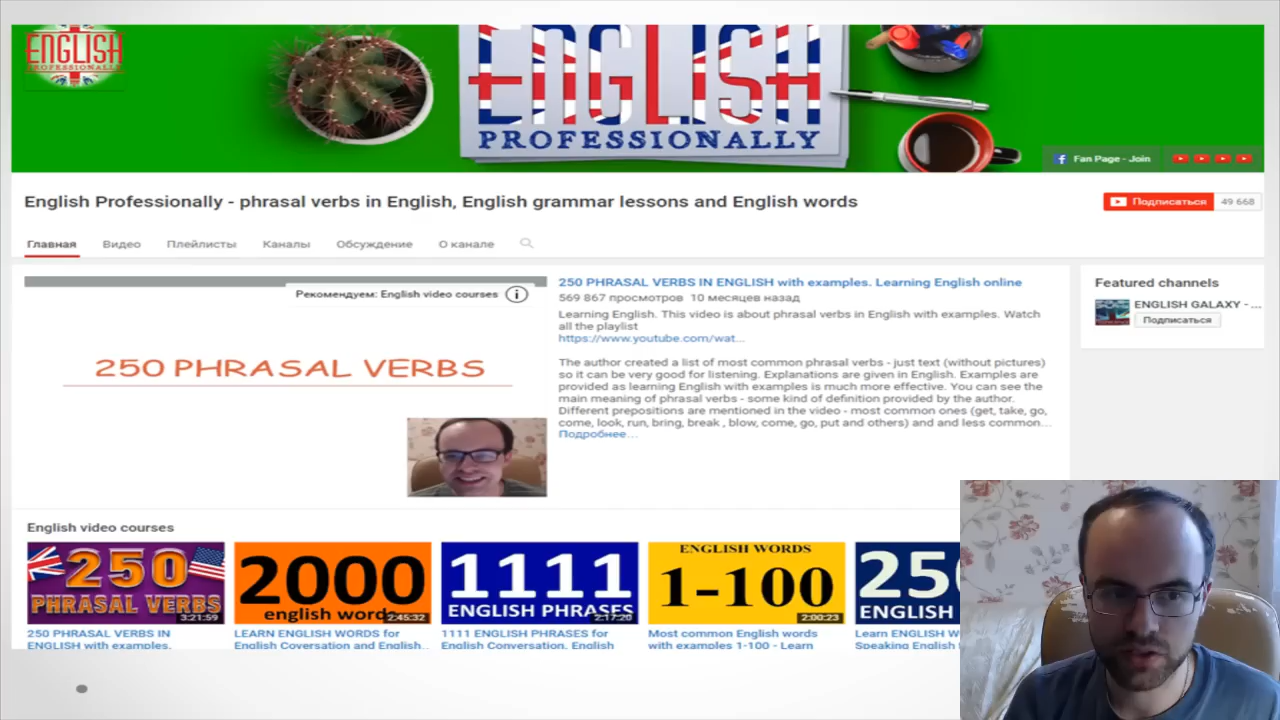 ENGLISH
PROFESSIONALLY
ENGLISH
PROFESSIONALLY
Fan Page - Join
English Professionally - phrasal verbs in English, English grammar lessons and English words
Подписаться 49 668
Главная Видео Плейлисты Каналы Обсуждение О канале
Рекомендуем: English video courses
250 PHRASAL VERBS
250 PHRASAL VERBS IN ENGLISH with examples. Learning English online
569 867 просмотров 10 месяцев назад
Learning English. This video is about phrasal verbs in English with examples. Watch
all the playlist
https://www.youtube.com/wat...
The author created a list of most common phrasal verbs - just text (without pictures)
so it can be very good for listening. Explanations are given in English. Examples are
provided as learning English with examples is much more effective. You can see the
main meaning of phrasal verbs - some kind of definition provided by the author.
Different prepositions are mentioned in the video - most common ones (get, take, go,
come, look, run, bring, break , blow, come, go, put and others) and and less common...
Подробнее...
Featured channels
ENGLISH GALAXY - ...
Подписаться
English video courses
250
PHRASAL VERBS
3:21:59
250 PHRASAL VERBS IN
ENGLISH with examples.
2000
english words
2:45:32
LEARN ENGLISH WORDS for
English Coversation and English...
1111
ENGLISH PHRASES
2:17:20
1111 ENGLISH PHRASES for
English Conversation. English
ENGLISH WORDS
1-100
2:00:23
Most common English words
with examples 1-100 - Learn
ENGLISH
Learn ENGLISH
Speaking English